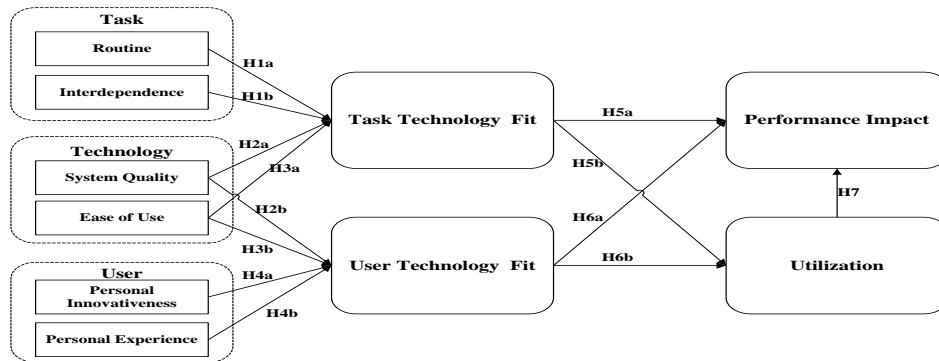 Task
Routine
Interdependence
H1a
H1b
Technology
System Quality
Ease of Use
H2a
H3a
H2b
H3b
User
Personal
Innovativeness
Personal Experience
H4a
H4b
Task Technology Fit
User Technology Fit
H5a
H5b
H6a
H6b
Performance Impact
H7
Utilization